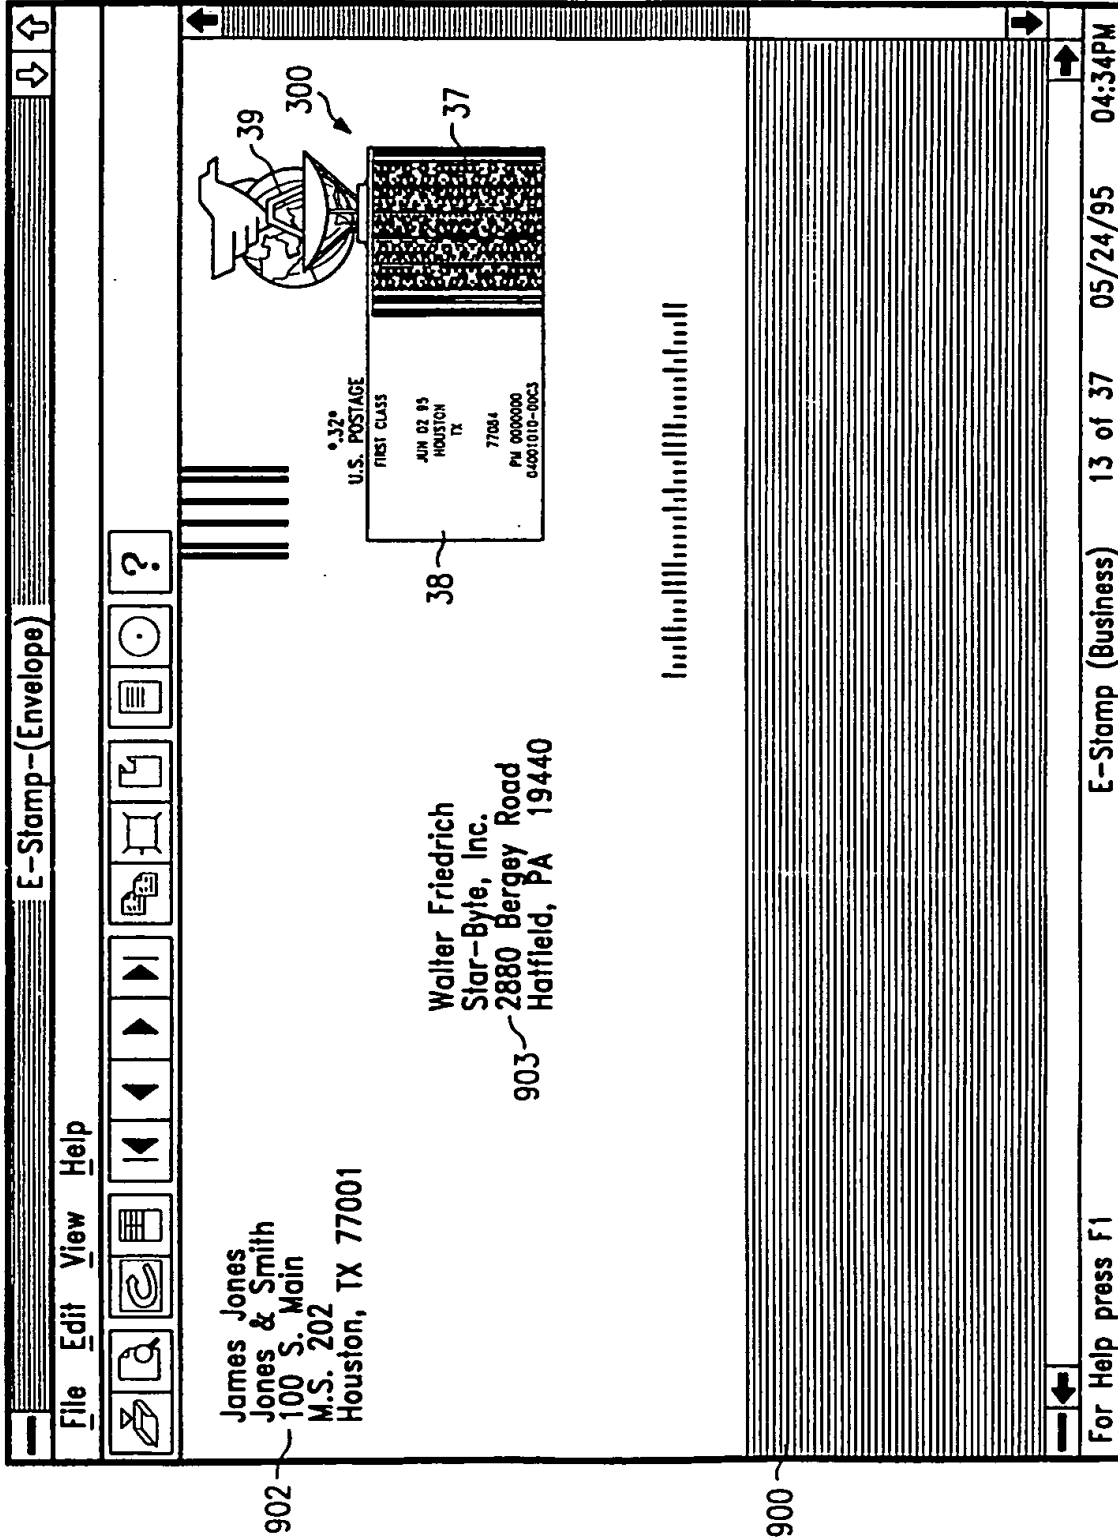 E-Stamp-(Envelope)
File Edit View Help
?
James Jones
Jones & Smith
100 S. Main
M.S. 202
Houston, TX 77001
902
.32¢
U.S. POSTAGE
FIRST CLASS
JUN 02 95
HOUSTON
TX
77084
PM 0000000
04001010-00CS
39
300
37
38
Walter Friedrich
Star-Byte, Inc.
2880 Bergey Road
Hatfield, PA 19440
903
900
For Help press F1 E-Stamp (Business) 13 of 37 05/24/95 04:34PM